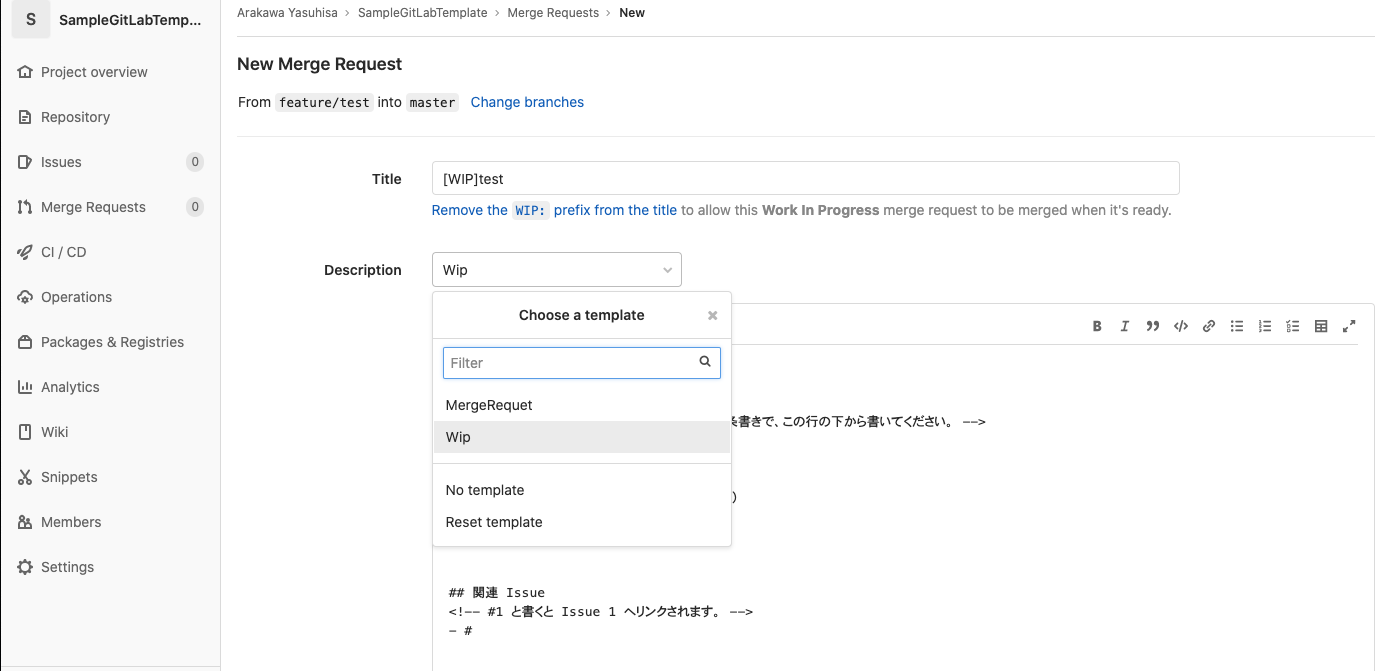 S SampleGitLabTemp...
Project overview
Repository
Issues 0
Merge Requests 0
CI / CD
Operations
Packages & Registries
Analytics
Wiki
Snippets
Members
Settings
Arakawa Yasuhisa › SampleGitLabTemplate › Merge Requests › New
New Merge Request
From feature/test into master Change branches
Title [WIP]test
Remove the WIP: prefix from the title to allow this Work In Progress merge request to be merged when it's ready.
Description Wip
Choose a template
Filter
MergeRequet
Wip
No template
Reset template
書きで、この行の下から書いてください。 -->
)
## 関連 Issue
<!-- #1 と書くと Issue 1 へリンクされます。 -->
- #